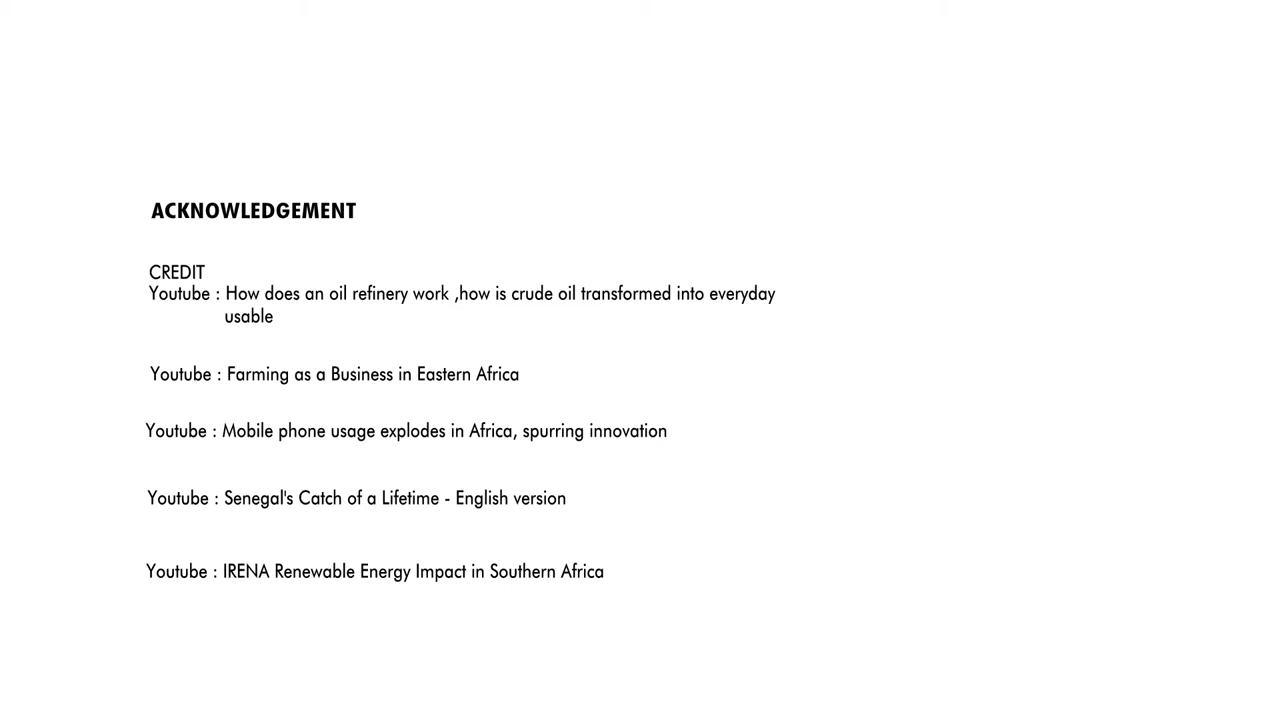 ACKNOWLEDGEMENT
CREDIT
Youtube : How does an oil refinery work ,how is crude oil transformed into everyday
usable
Youtube : Farming as a Business in Eastern Africa
Youtube : Mobile phone usage explodes in Africa, spurring innovation
Youtube : Senegal's Catch of a Lifetime - English version
Youtube : IRENA Renewable Energy Impact in Southern Africa